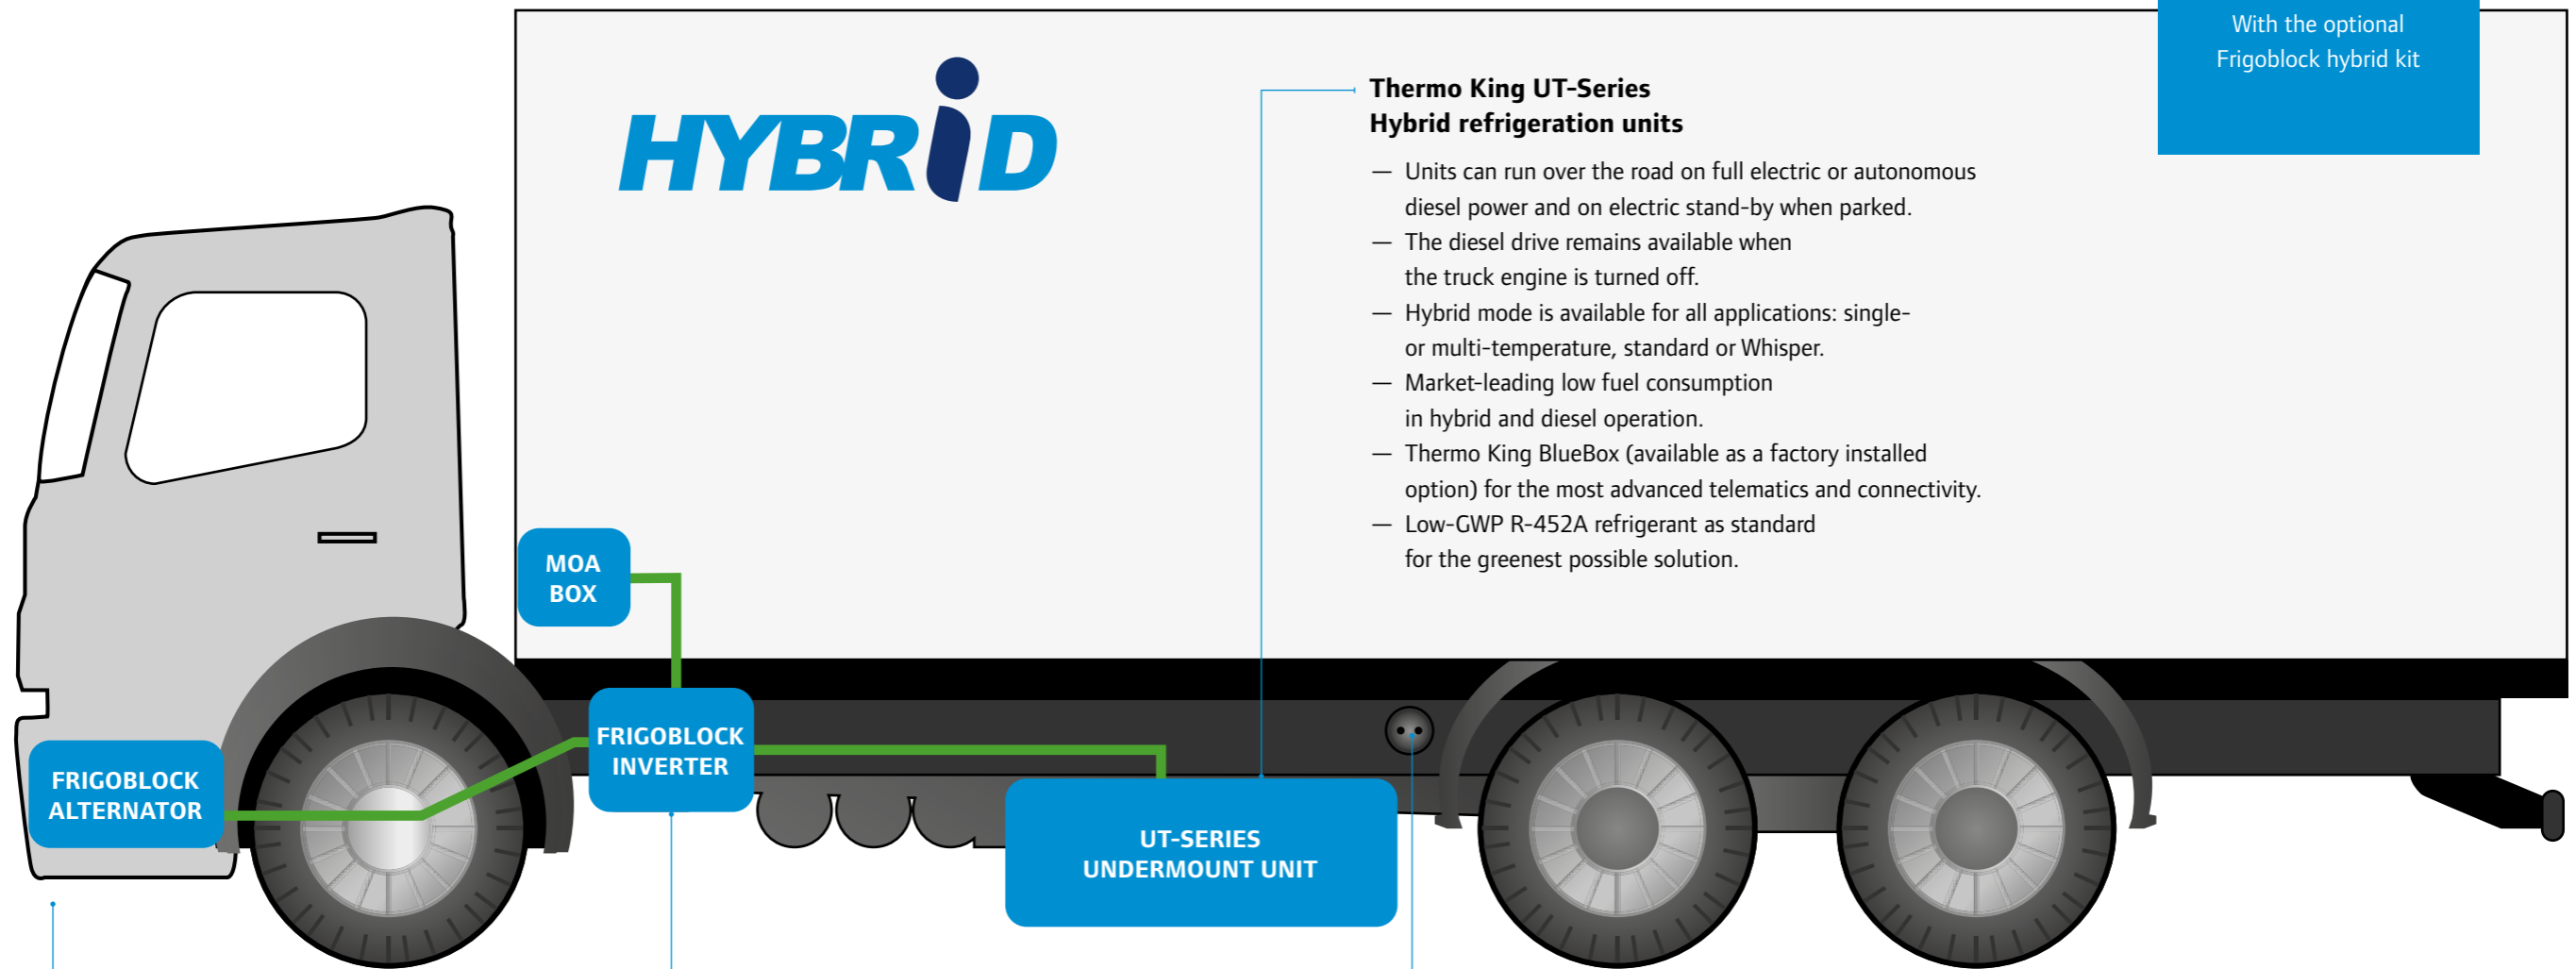 With the optional
Frigoblock hybrid kit
HYBRiD
Thermo King UT-Series
Hybrid refrigeration units
— Units can run over the road on full electric or autonomous
diesel power and on electric stand-by when parked.
— The diesel drive remains available when
the truck engine is turned off.
— Hybrid mode is available for all applications: single-
or multi-temperature, standard or Whisper.
— Market-leading low fuel consumption
in hybrid and diesel operation.
— Thermo King BlueBox (available as a factory installed
option) for the most advanced telematics and connectivity.
— Low-GWP R-452A refrigerant as standard
for the greenest possible solution.
MOA
BOX
FRIGOBLOCK
INVERTER
FRIGOBLOCK
ALTERNATOR
UT-SERIES
UNDERMOUNT UNIT